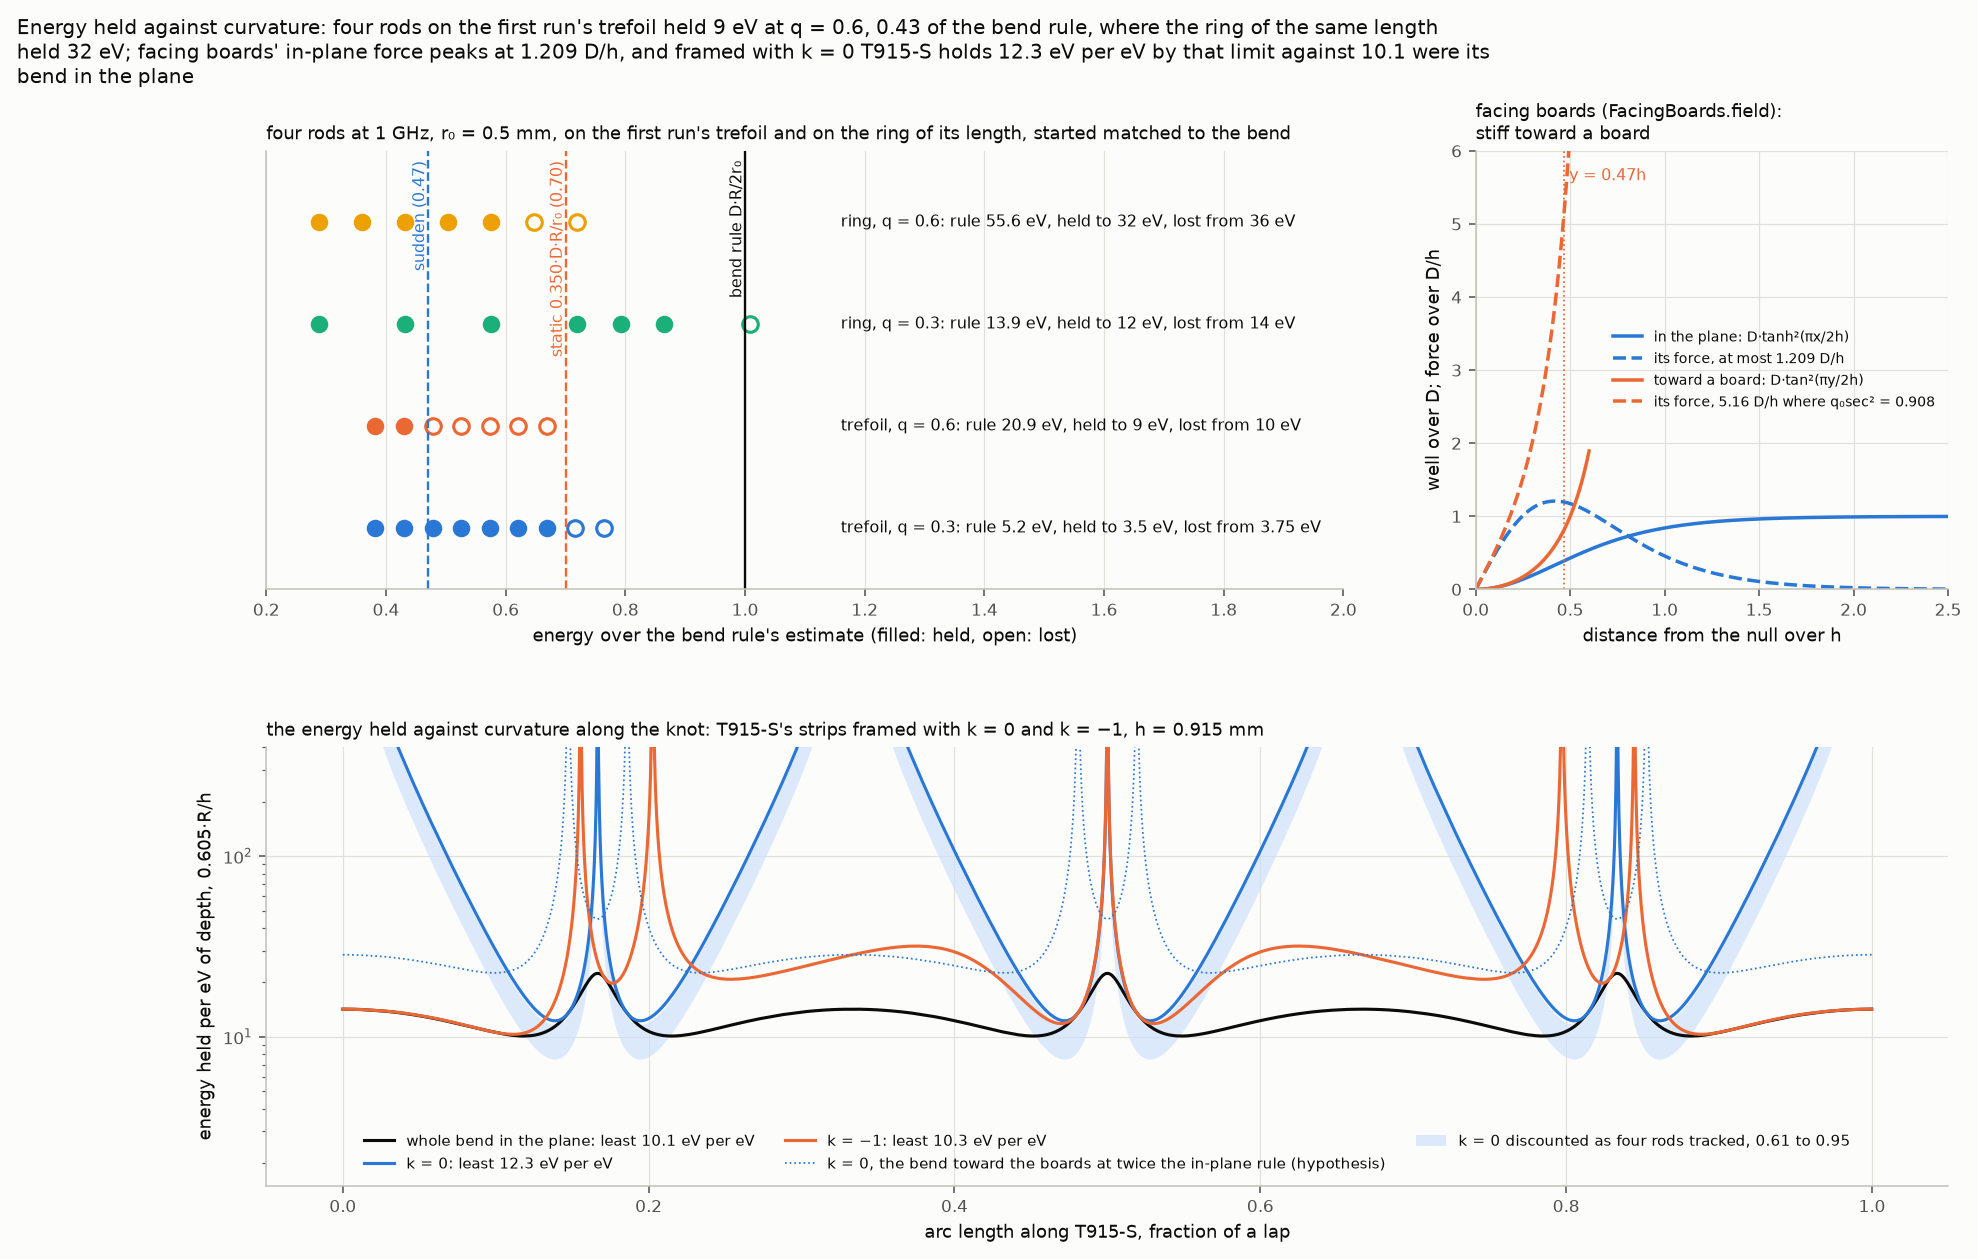 Energy held against curvature: four rods on the first run's trefoil held 9 eV at q = 0.6, 0.43 of the bend rule, where the ring of the same length
held 32 eV; facing boards' in-plane force peaks at 1.209 D/h, and framed with k = 0 T915-S holds 12.3 eV per eV by that limit against 10.1 were its
bend in the plane
four rods at 1 GHz, r₀ = 0.5 mm, on the first run's trefoil and on the ring of its length, started matched to the bend
sudden (0.47)
static 0.350·D·R/r₀ (0.70)
bend rule D·R/2r₀
ring, q = 0.6: rule 55.6 eV, held to 32 eV, lost from 36 eV
ring, q = 0.3: rule 13.9 eV, held to 12 eV, lost from 14 eV
trefoil, q = 0.6: rule 20.9 eV, held to 9 eV, lost from 10 eV
trefoil, q = 0.3: rule 5.2 eV, held to 3.5 eV, lost from 3.75 eV
0.2 0.4 0.6 0.8 1.0 1.2 1.4 1.6 1.8 2.0
energy over the bend rule's estimate (filled: held, open: lost)
facing boards (FacingBoards.field):
stiff toward a board
well over D; force over D/h
6
5
4
3
2
1
0
y = 0.47h
in the plane: D·tanh²(πx/2h)
its force, at most 1.209 D/h
toward a board: D·tan²(πy/2h)
its force, 5.16 D/h where q₀sec² = 0.908
0.0 0.5 1.0 1.5 2.0 2.5
distance from the null over h
the energy held against curvature along the knot: T915-S's strips framed with k = 0 and k = −1, h = 0.915 mm
energy held per eV of depth, 0.605·R/h
10²
10¹
whole bend in the plane: least 10.1 eV per eV
k = 0: least 12.3 eV per eV
k = −1: least 10.3 eV per eV
k = 0, the bend toward the boards at twice the in-plane rule (hypothesis)
k = 0 discounted as four rods tracked, 0.61 to 0.95
0.0 0.2 0.4 0.6 0.8 1.0
arc length along T915-S, fraction of a lap